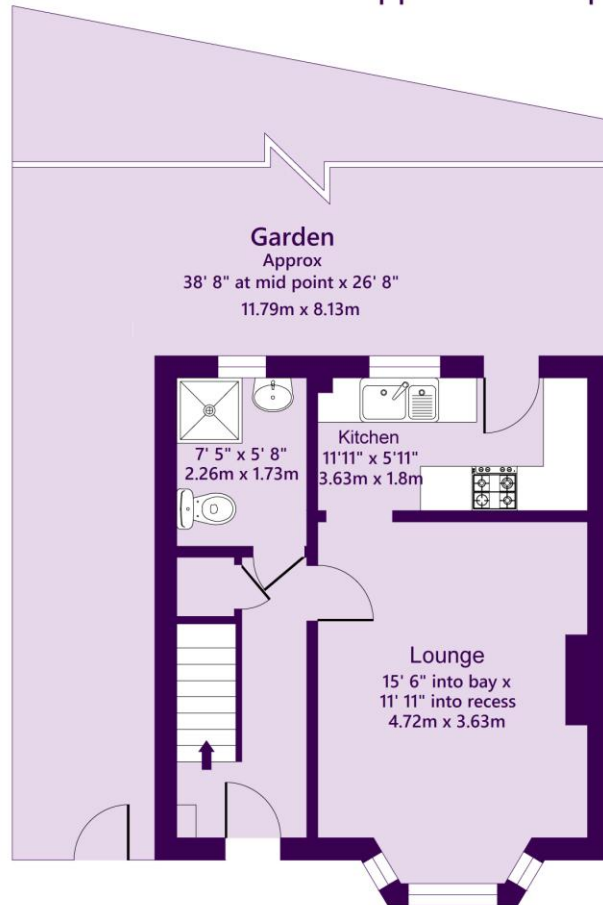 Garden
Approx
38' 8" at mid point x 26' 8"
11.79m x 8.13m
7' 5" x 5' 8"
2.26m x 1.73m
Kitchen
11'11" x 5'11"
3.63m x 1.8m
Lounge
15' 6" into bay x
11' 11" into recess
4.72m x 3.63m